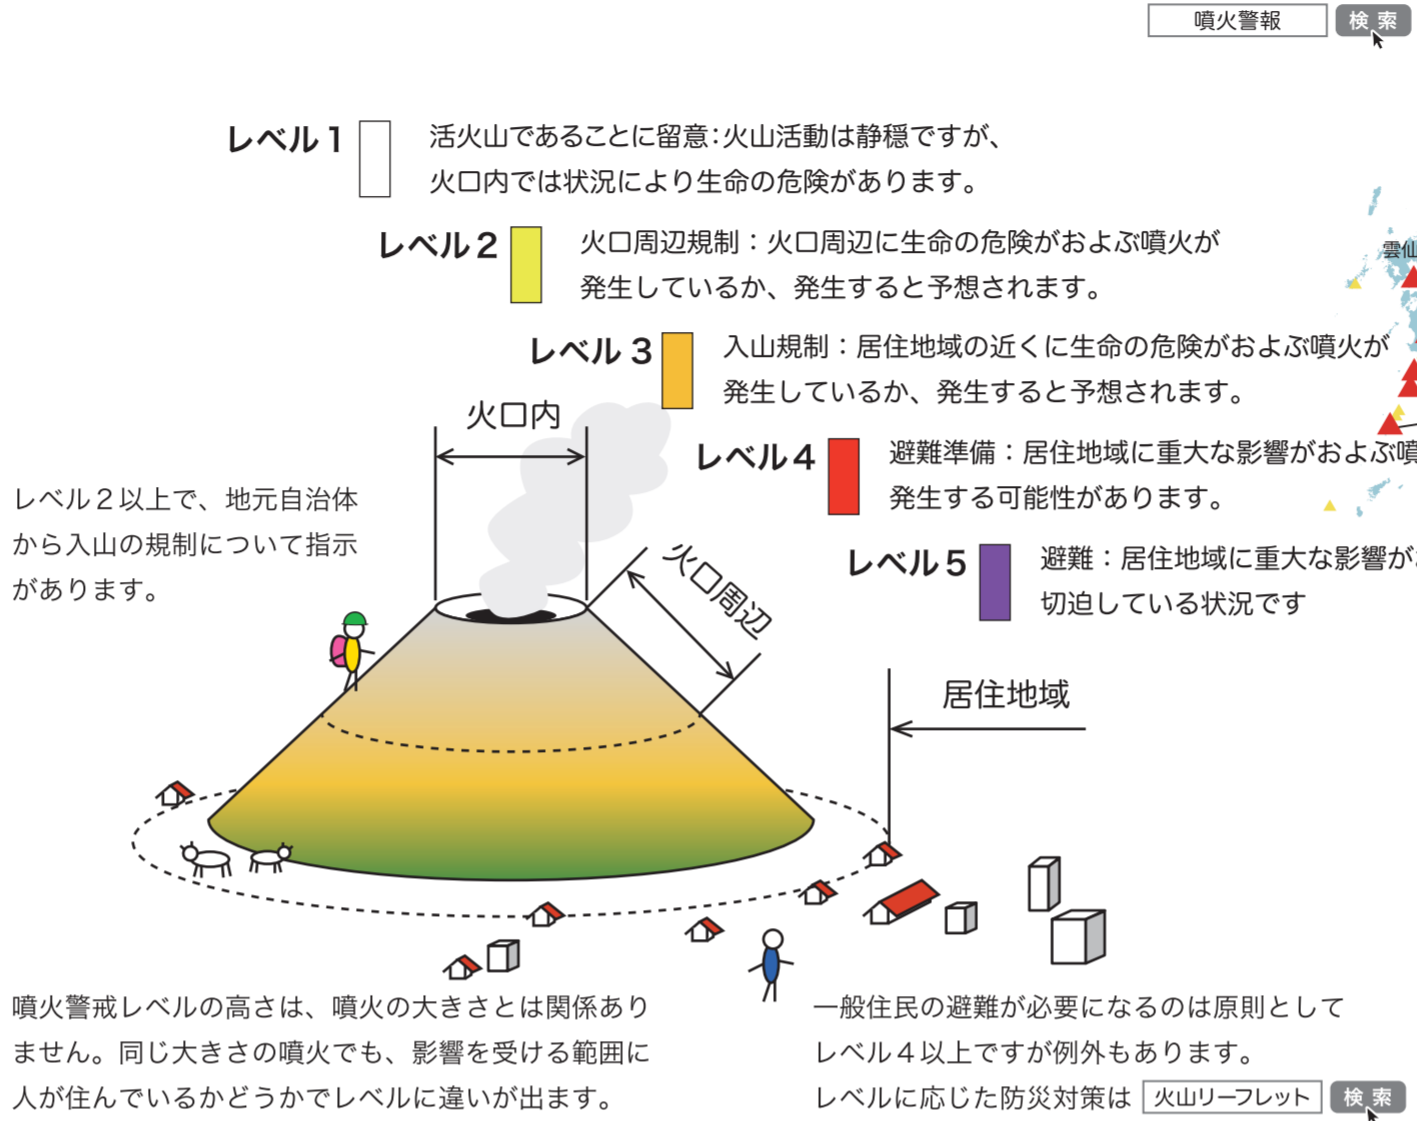 噴火警報 検索
レベル1 活火山であることに留意：火山活動は静穏ですが、
火口内では状況により生命の危険があります。
レベル2 火口周辺規制：火口周辺に生命の危険がおよぶ噴火が
発生しているか、発生すると予想されます。
レベル3 入山規制：居住地域の近くに生命の危険がおよぶ噴火が
発生しているか、発生すると予想されます。
レベル4 避難準備：居住地域に重大な影響がおよぶ噴
発生する可能性があります。
レベル5 避難：居住地域に重大な影響が
切迫している状況です
雲仙
火口内
火口周辺
居住地域
レベル２以上で、地元自治体
から入山の規制について指示
があります。
噴火警戒レベルの高さは、噴火の大きさとは関係あり
ません。同じ大きさの噴火でも、影響を受ける範囲に
人が住んでいるかどうかでレベルに違いが出ます。
一般住民の避難が必要になるのは原則として
レベル４以上ですが例外もあります。
レベルに応じた防災対策は 火山リーフレット 検索